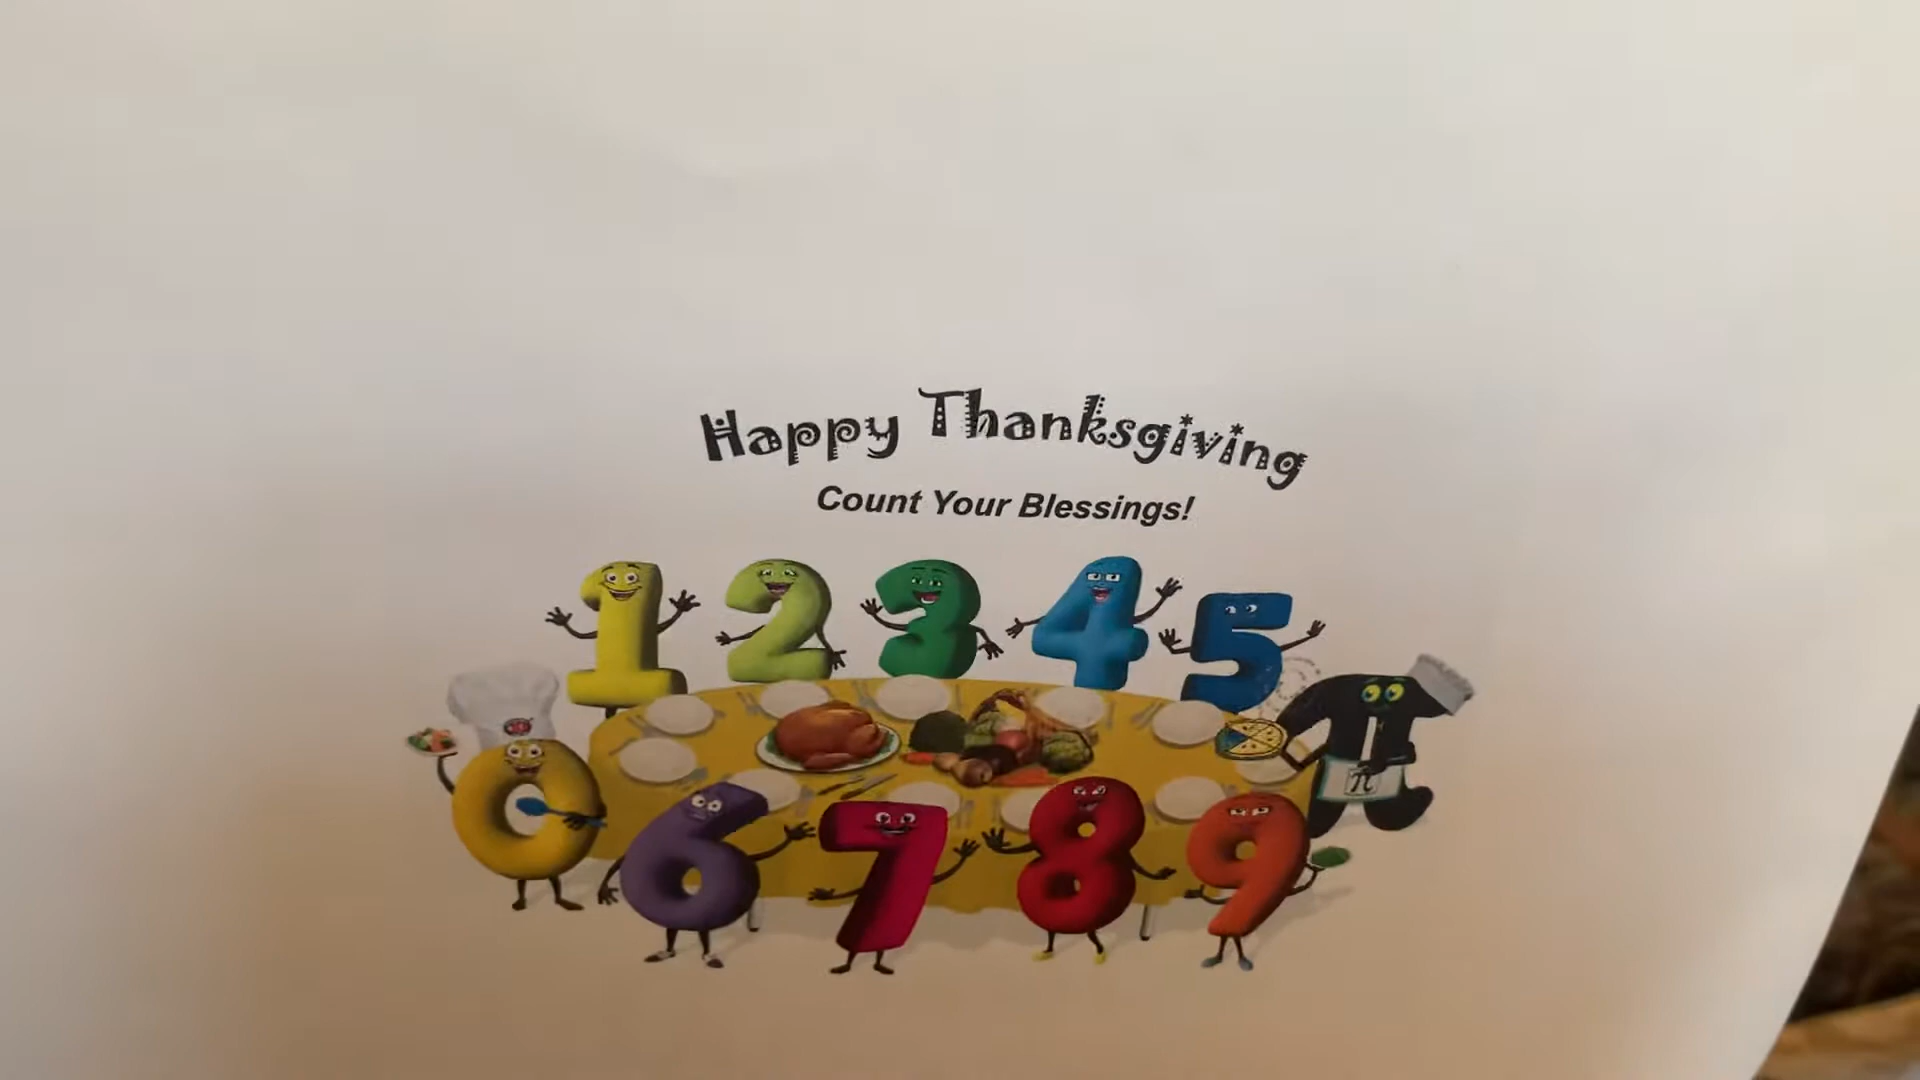 Happy Thanksgiving
Count Your Blessings!
1 2 3 4 5
0 6 7 8 9 π
π